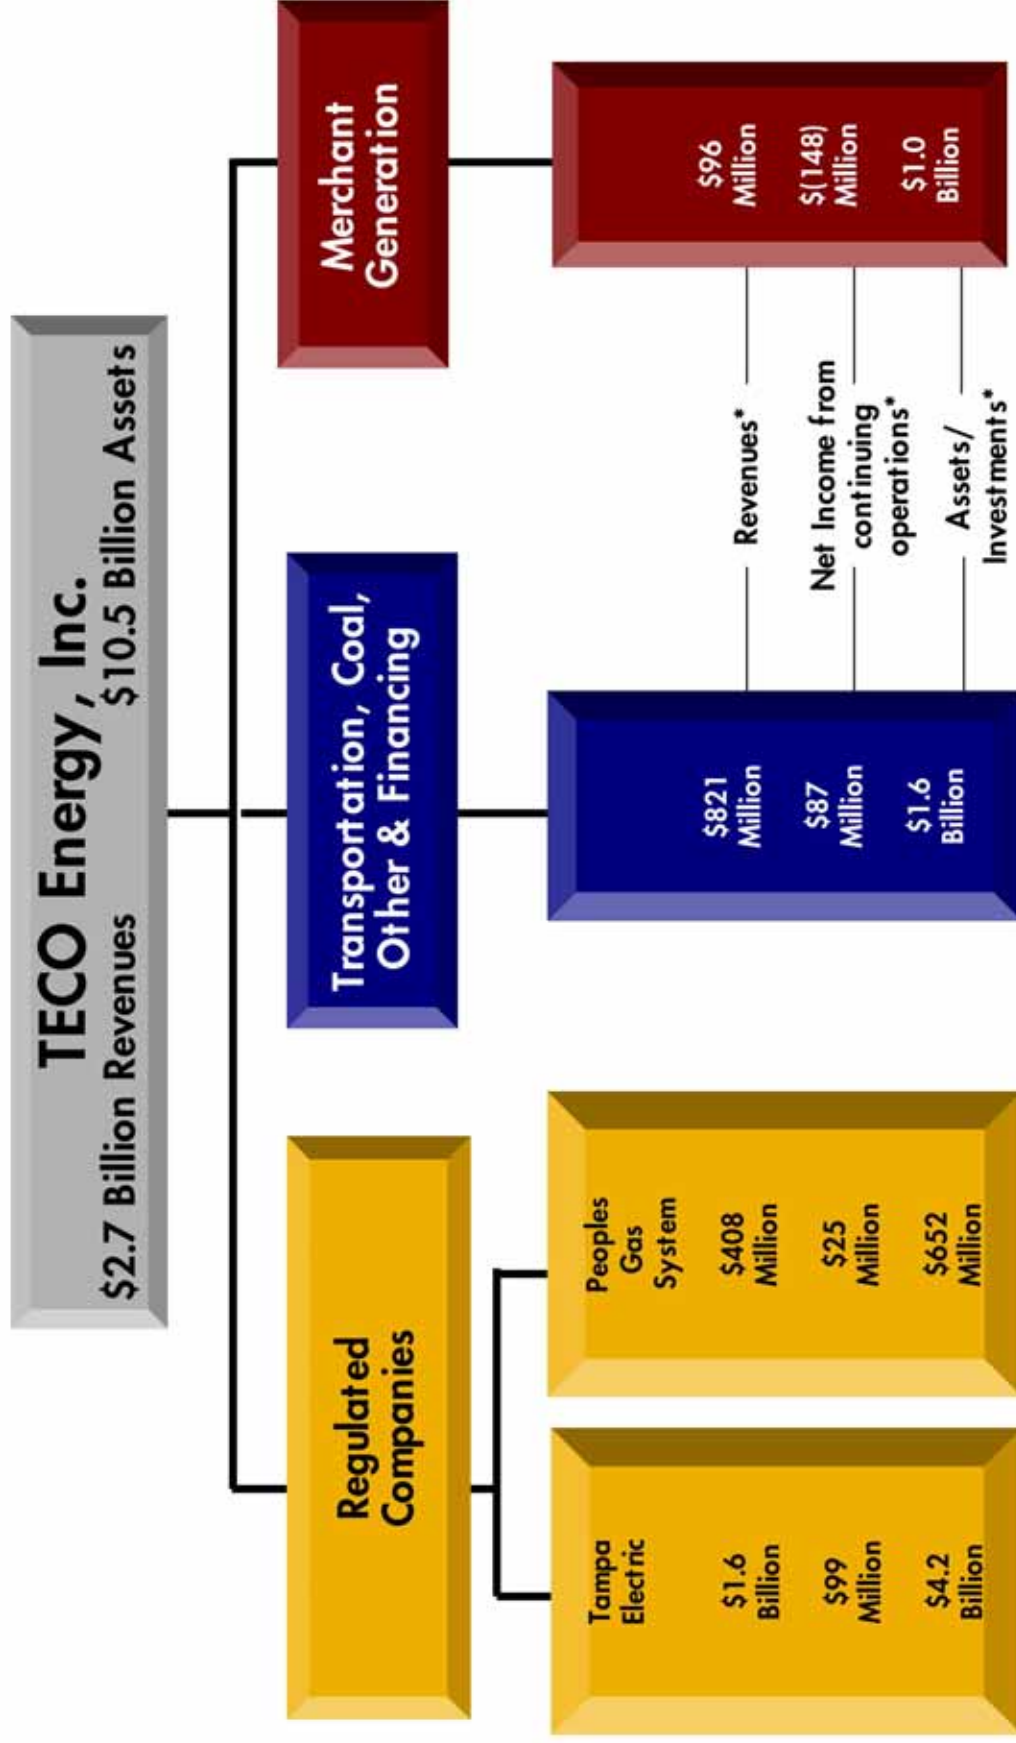 TECO Energy, Inc.
$2.7 Billion Revenues $10.5 Billion Assets
Regulated
Companies
Transportation, Coal,
Other & Financing
Merchant
Generation
Tampa
Electric
$1.6
Billion
$99
Million
$4.2
Billion
Peoples
Gas
System
$408
Million
$25
Million
$652
Million
$821
Million
$87
Million
$1.6
Billion
Revenues*
Net Income from
continuing
operations*
Assets/
Investments*
$96
Million
$(148)
Million
$1.0
Billion